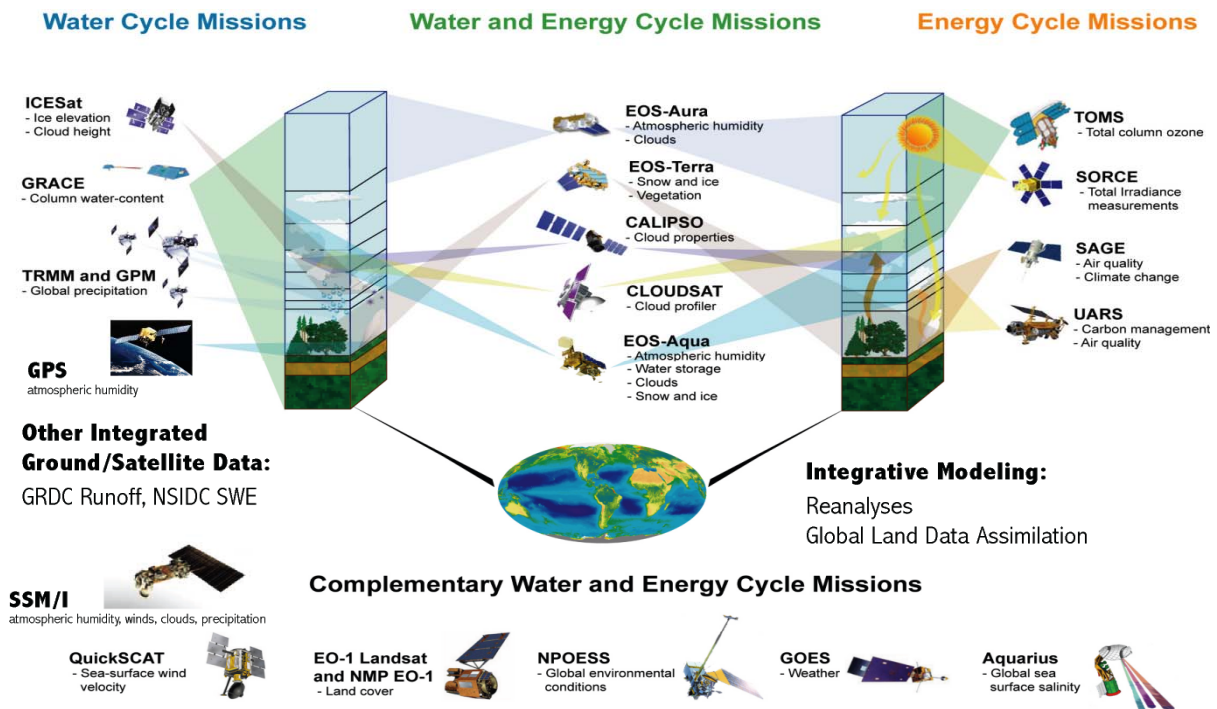 Water Cycle Missions
Water and Energy Cycle Missions
Energy Cycle Missions
ICESat
- Ice elevation
- Cloud height
GRACE
- Column water-content
TRMM and GPM
- Global precipitation
GPS
atmospheric humidity
EOS-Aura
- Atmospheric humidity
- Clouds
EOS-Terra
- Snow and ice
- Vegetation
CALIPSO
- Cloud properties
CLOUDSAT
- Cloud profiler
EOS-Aqua
- Atmospheric humidity
- Water storage
- Clouds
- Snow and ice
TOMS
- Total column ozone
SORCE
- Total Irradiance
measurements
SAGE
- Air quality
- Climate change
UARS
- Carbon management
- Air quality
Other Integrated
Ground/Satellite Data:
GRDC Runoff, NSIDC SWE
Integrative Modeling:
Reanalyses
Global Land Data Assimilation
Complementary Water and Energy Cycle Missions
SSM/I
atmospheric humidity, winds, clouds, precipitation
QuickSCAT
- Sea-surface wind
velocity
EO-1 Landsat
and NMP EO-1
- Land cover
NPOESS
- Global environmental
conditions
GOES
- Weather
Aquarius
- Global sea
surface salinity